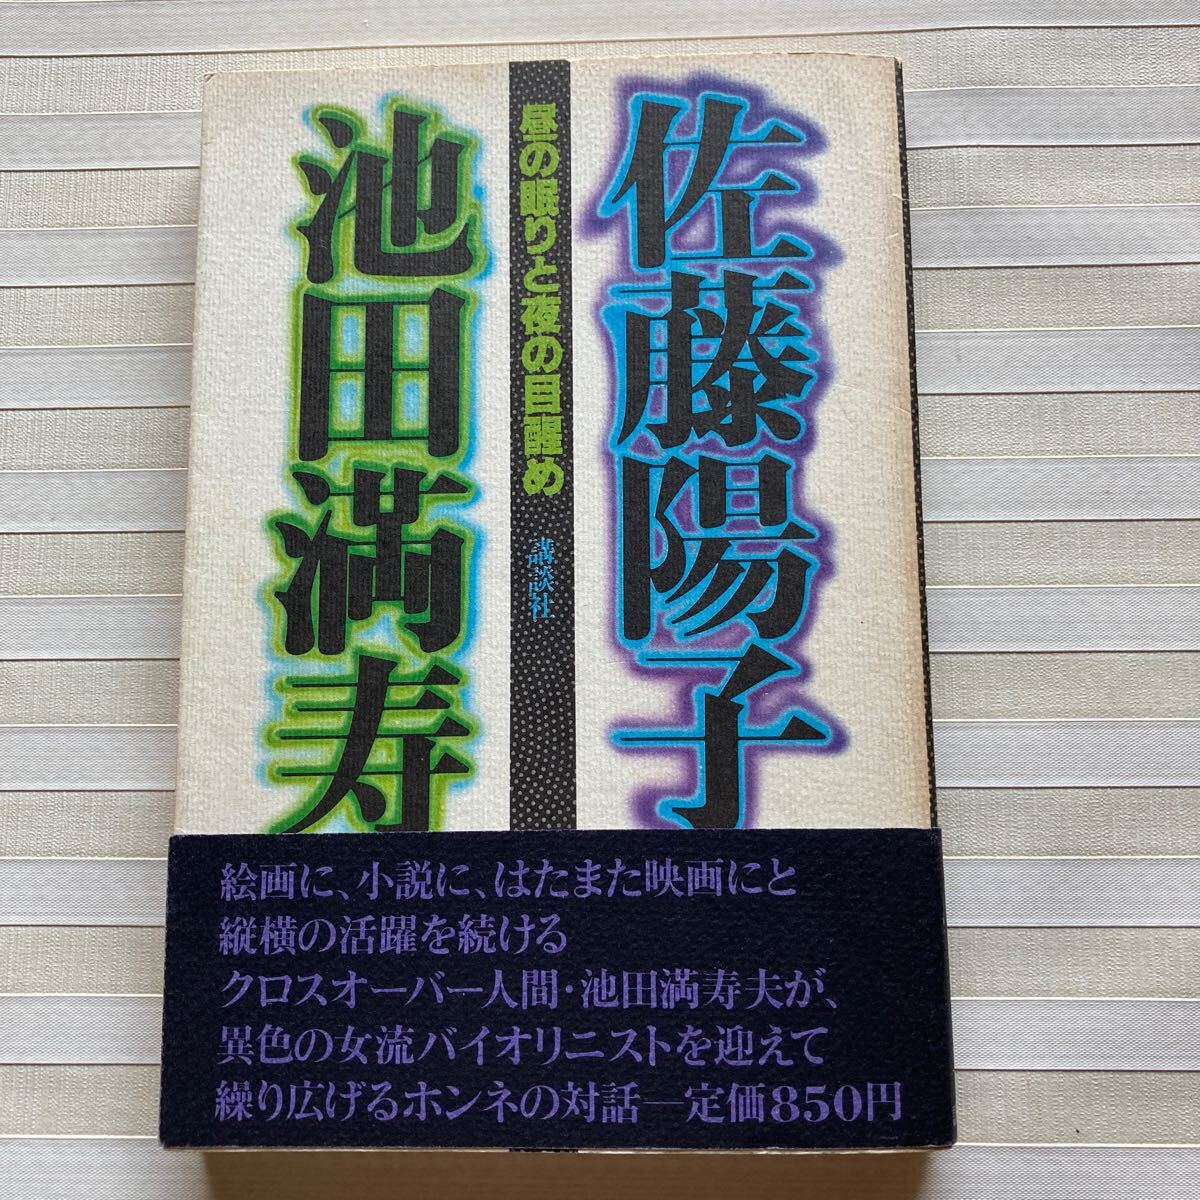 佐藤陽子
昼の眠りと夜の目醒め
講談社
池田満寿
絵画に、小説に、はたまた映画にと
縦横の活躍を続ける
クロスオーバー人間・池田満寿夫が、
異色の女流バイオリニストを迎えて
繰り広げるホンネの対話—定価850円